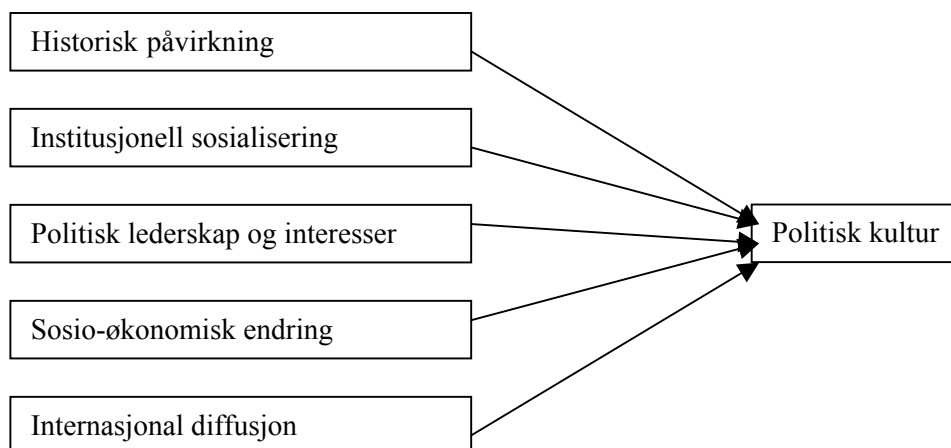 Historisk påvirkning
Institusjonell sosialisering
Politisk lederskap og interesser
Politisk kultur
Sosio-økonomisk endring
Internasjonal diffusjon